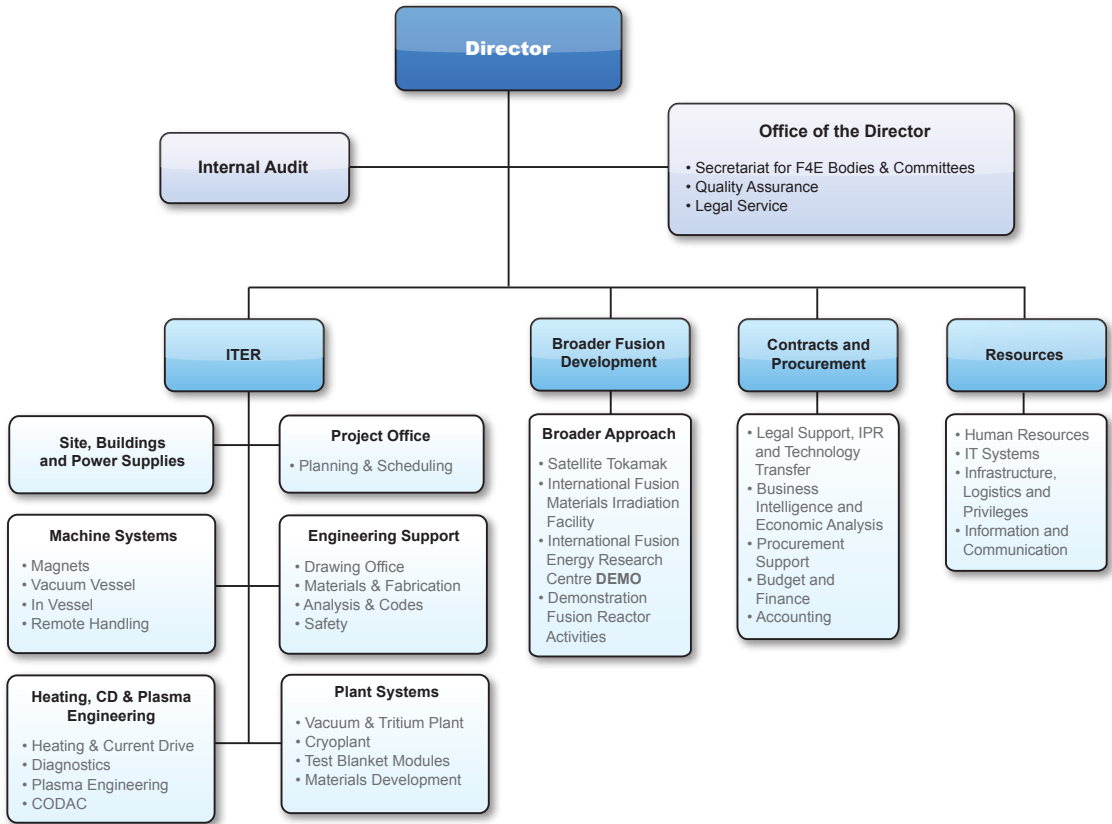 Director
Internal Audit
Office of the Director
• Secretariat for F4E Bodies & Committees
• Quality Assurance
• Legal Service
ITER
Broader Fusion
Development
Contracts and
Procurement
Resources
Site, Buildings
and Power Supplies
Project Office
• Planning & Scheduling
Machine Systems
• Magnets
• Vacuum Vessel
• In Vessel
• Remote Handling
Engineering Support
• Drawing Office
• Materials & Fabrication
• Analysis & Codes
• Safety
Heating, CD & Plasma
Engineering
• Heating & Current Drive
• Diagnostics
• Plasma Engineering
• CODAC
Plant Systems
• Vacuum & Tritium Plant
• Cryoplant
• Test Blanket Modules
• Materials Development
Broader Approach
• Satellite Tokamak
• International Fusion
Materials Irradiation
Facility
• International Fusion
Energy Research
Centre DEMO
• Demonstration
Fusion Reactor
Activities
• Legal Support, IPR
and Technology
Transfer
• Business
Intelligence and
Economic Analysis
• Procurement
Support
• Budget and
Finance
• Accounting
• Human Resources
• IT Systems
• Infrastructure,
Logistics and
Privileges
• Information and
Communication